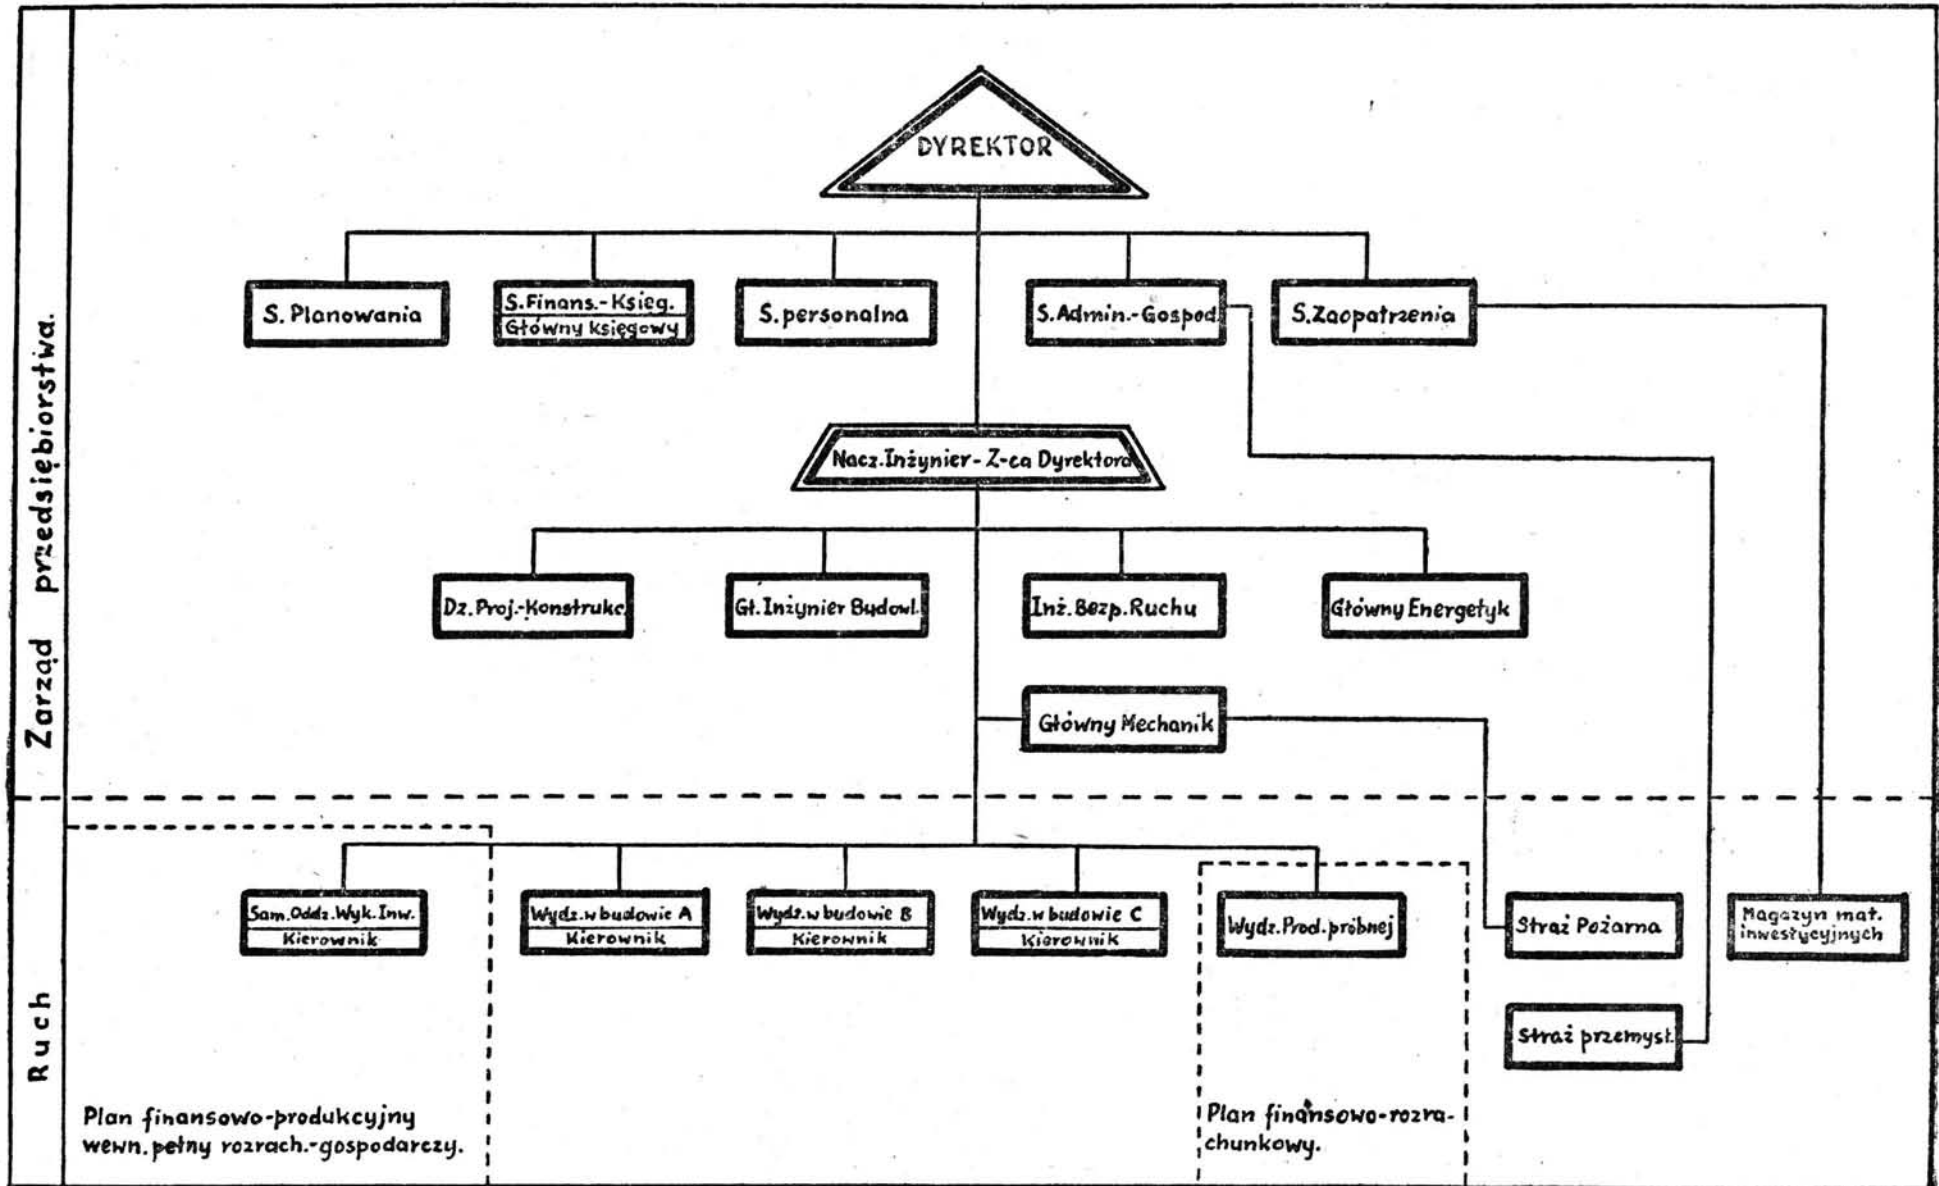 Zarząd przedsiębiorstwa.
DYREKTOR
S. Planowania
S. Finans.-Księg.
Główny księgowy
S. personalna
S. Admin.-Gospod.
S. Zaopatrzenia
Nacz. Inżynier - Z-ca Dyrektora
Dz. Proj.-Konstrukc.
Gł. Inżynier Budowl.
Inż. Bezp. Ruchu
Główny Energetyk
Główny Mechanik
Ruch
Sam. Oddz. Wyk. Inw.
Kierownik
Wydz. w budowie A
Kierownik
Wydz. w budowie B
Kierownik
Wydz. w budowie C
Kierownik
Wydz. Prod. próbnej
Straż Pożarna
Magazyn mat.
inwestycyjnych
Straż przemysł.
Plan finansowo-produkcyjny
wewn. pełny rozrach.-gospodarczy.
Plan finansowo-rozra-
chunkowy.